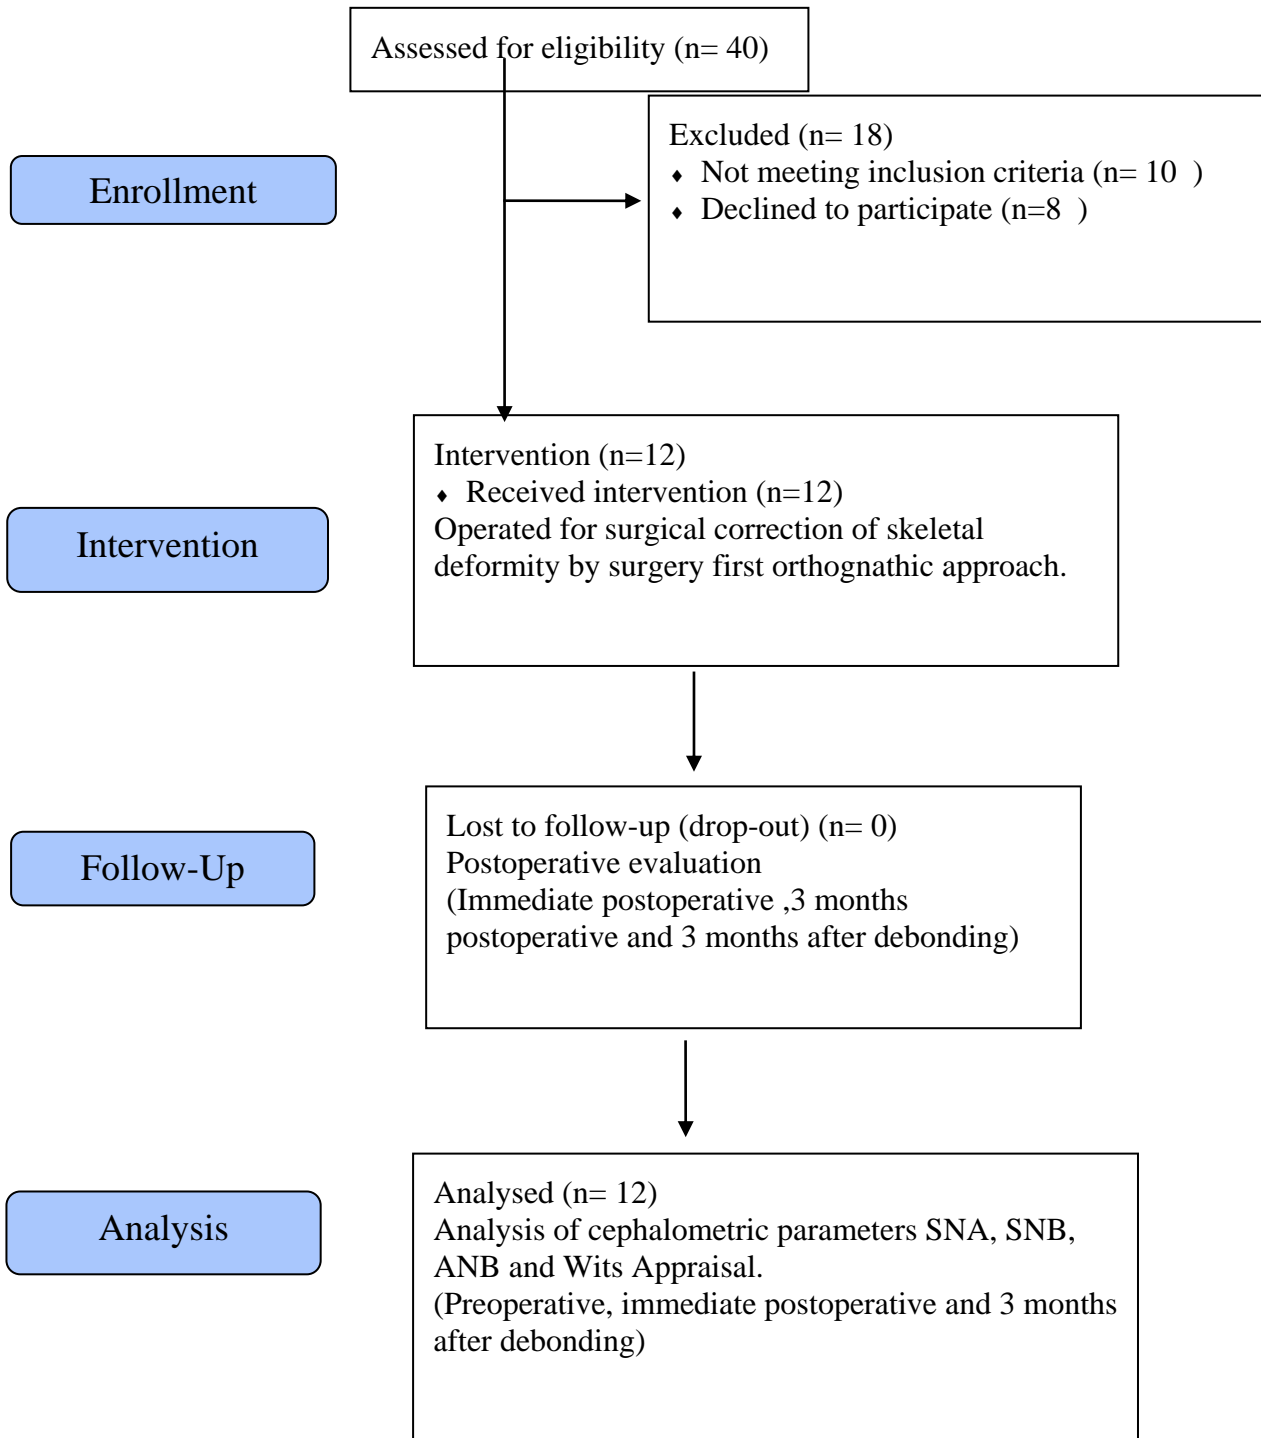 Assessed for eligibility (n= 40)
Excluded (n= 18)
⬧ Not meeting inclusion criteria (n= 10  )
⬧ Declined to participate (n=8  )
Enrollment
Intervention (n=12)
⬧ Received intervention (n=12)
Operated for surgical correction of skeletal
deformity by surgery first orthognathic approach.
Intervention
Lost to follow-up (drop-out) (n= 0)
Postoperative evaluation
(Immediate postoperative ,3 months
postoperative and 3 months after debonding)
Follow-Up
Analysed (n= 12)
Analysis of cephalometric parameters SNA, SNB,
ANB and Wits Appraisal.
(Preoperative, immediate postoperative and 3 months
after debonding)
Analysis